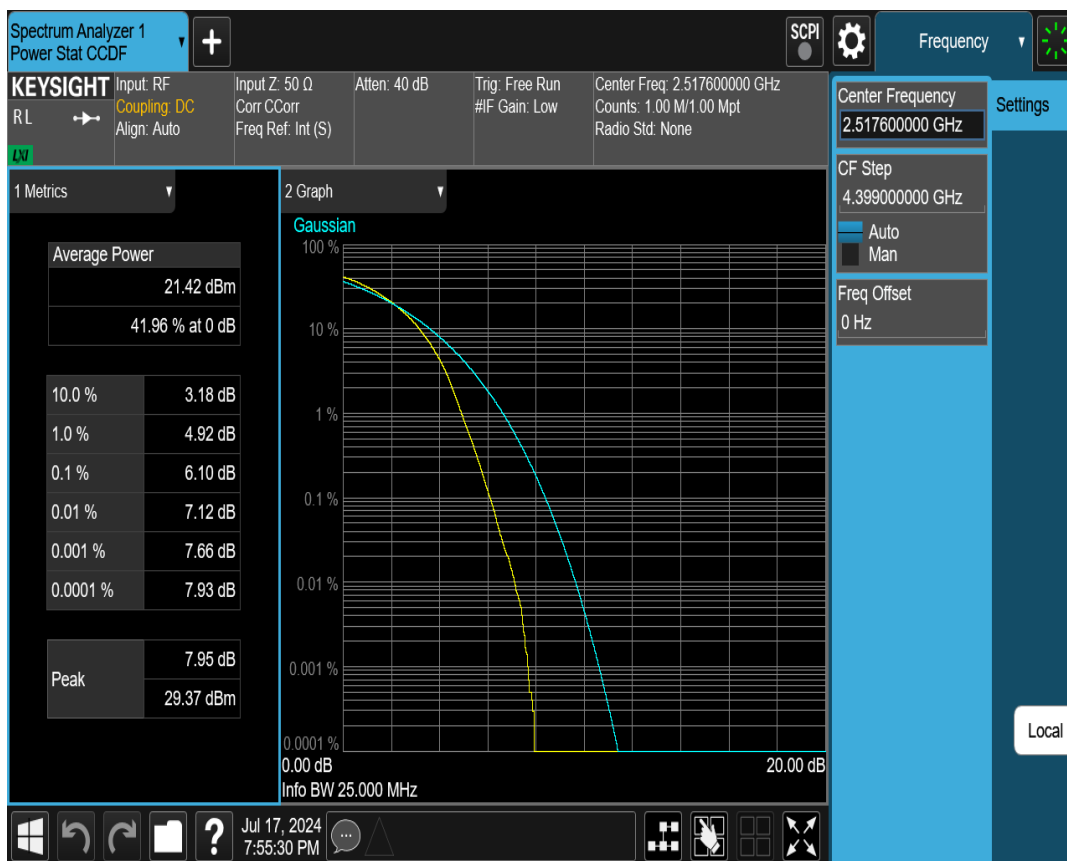 Spectrum Analyzer 1
Power Stat CCDF
+
SCPI
Frequency
KEYSIGHT
RL
LXI
Input: RF
Coupling: DC
Align: Auto
Input Z: 50 Ω
Corr CCorr
Freq Ref: Int (S)
Atten: 40 dB
Trig: Free Run
#IF Gain: Low
Center Freq: 2.517600000 GHz
Counts: 1.00 M/1.00 Mpt
Radio Std: None
Center Frequency
2.517600000 GHz
Settings
CF Step
4.399000000 GHz
Auto
Man
Freq Offset
0 Hz
Local
1 Metrics
Average Power
21.42 dBm
41.96 % at 0 dB
10.0 % 3.18 dB
1.0 % 4.92 dB
0.1 % 6.10 dB
0.01 % 7.12 dB
0.001 % 7.66 dB
0.0001 % 7.93 dB
Peak
7.95 dB
29.37 dBm
2 Graph
Gaussian
100 %
10 %
1 %
0.1 %
0.01 %
0.001 %
0.0001 %
0.00 dB 20.00 dB
Info BW 25.000 MHz
?
Jul 17, 2024
7:55:30 PM